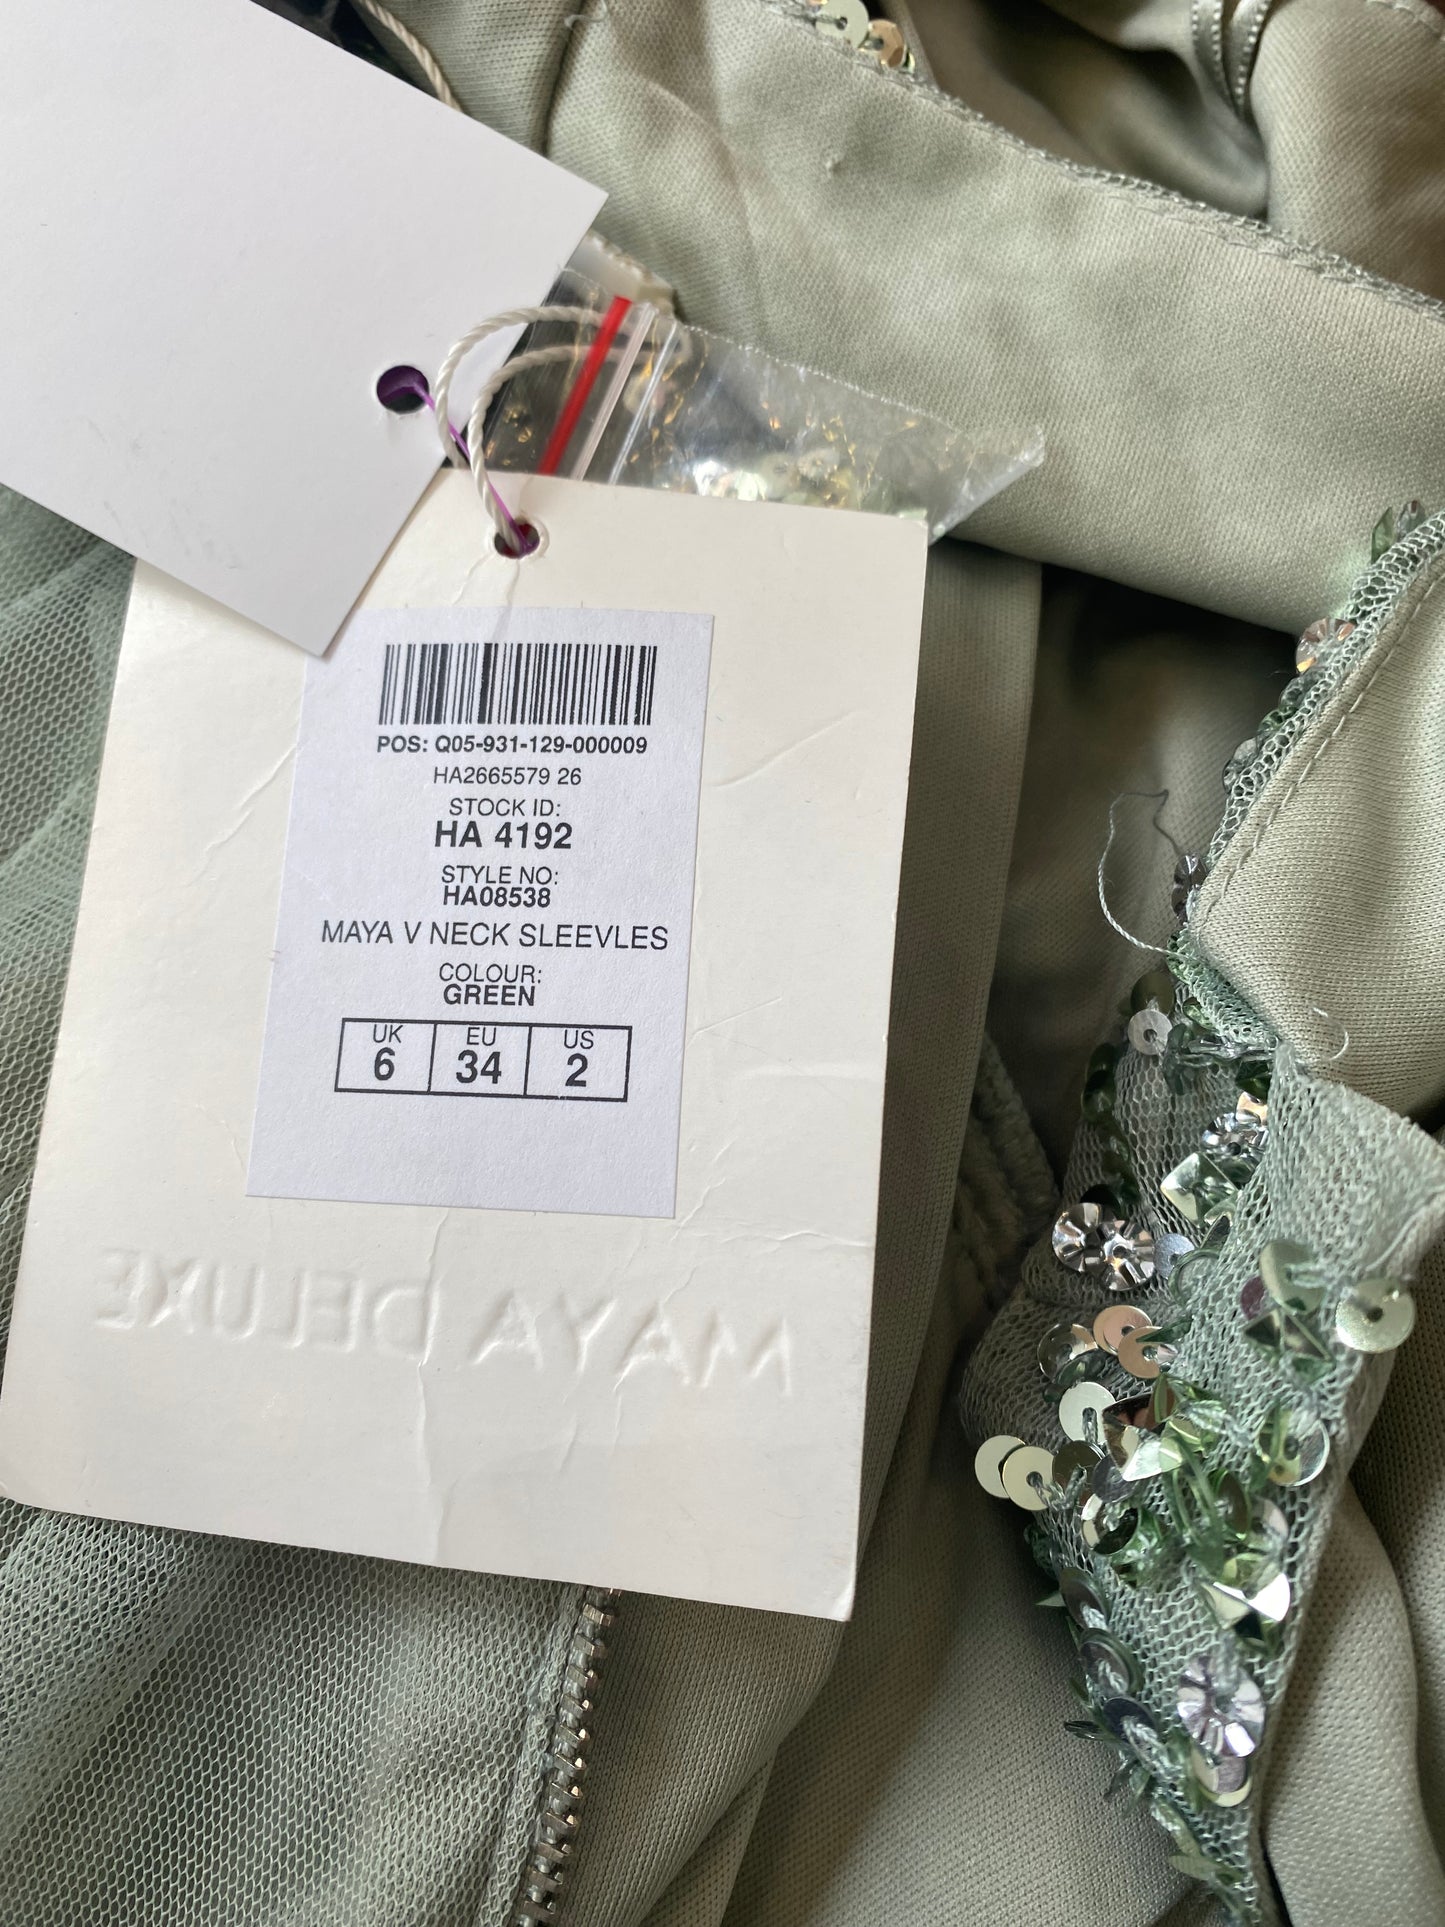 POS: Q05-931-129-000009
HA2665579 26
STOCK ID:
HA 4192
STYLE NO:
HA08538
MAYA V NECK SLEEVLES
COLOUR:
GREEN
UK EU US
6 34 2
MAYA DELUXE